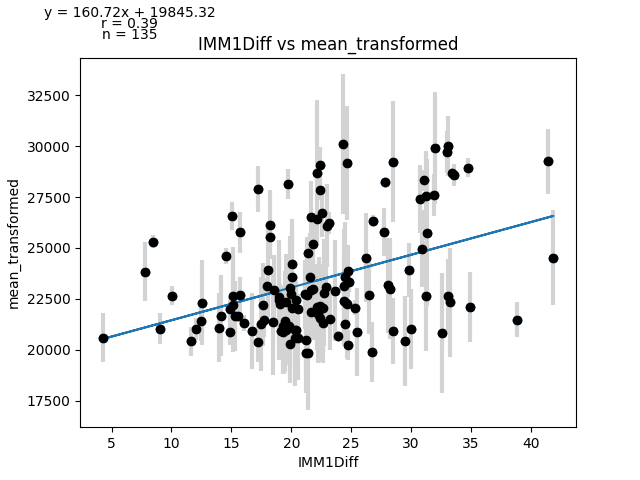 y = 160.72x + 19845.32
r = 0.39
n = 135
IMM1Diff vs mean_transformed
32500
30000
27500
25000
22500
20000
17500
mean_transformed
5 10 15 20 25 30 35 40
IMM1Diff